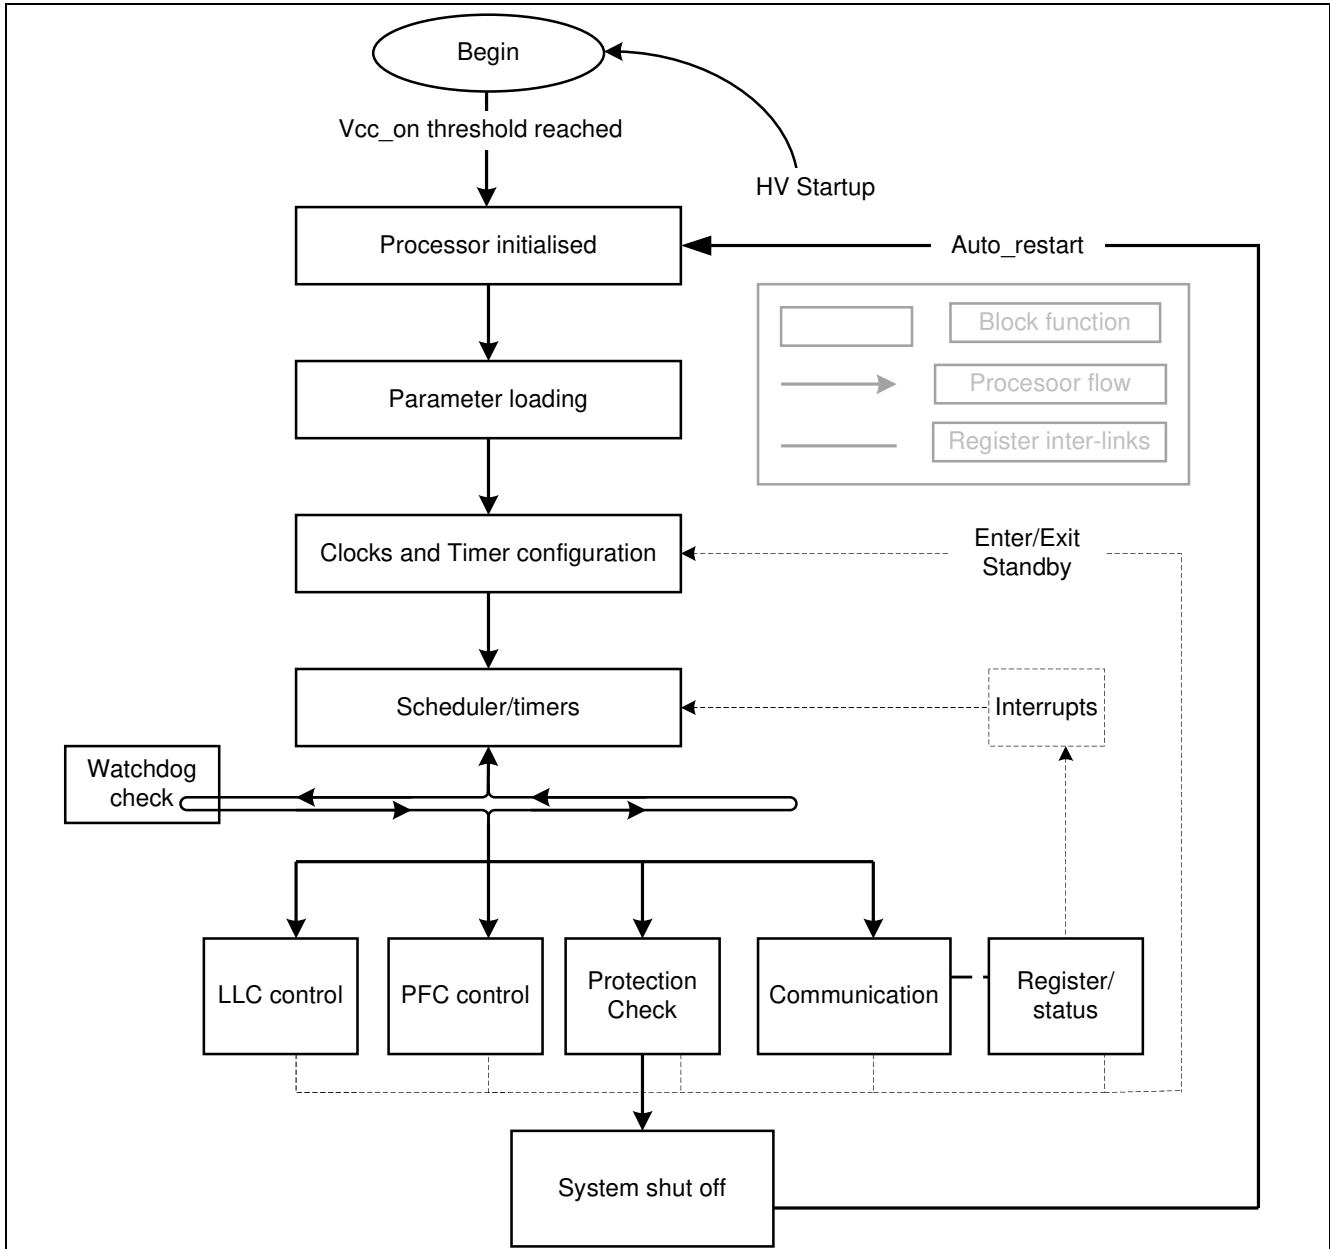 Begin
Vcc_on threshold reached
HV Startup
Processor initialised
Auto_restart
Block function
Procesoor flow
Register inter-links
Parameter loading
Clocks and Timer configuration
Enter/Exit
Standby
Scheduler/timers
Interrupts
Watchdog
check
LLC control
PFC control
Protection
Check
Communication
Register/
status
System shut off